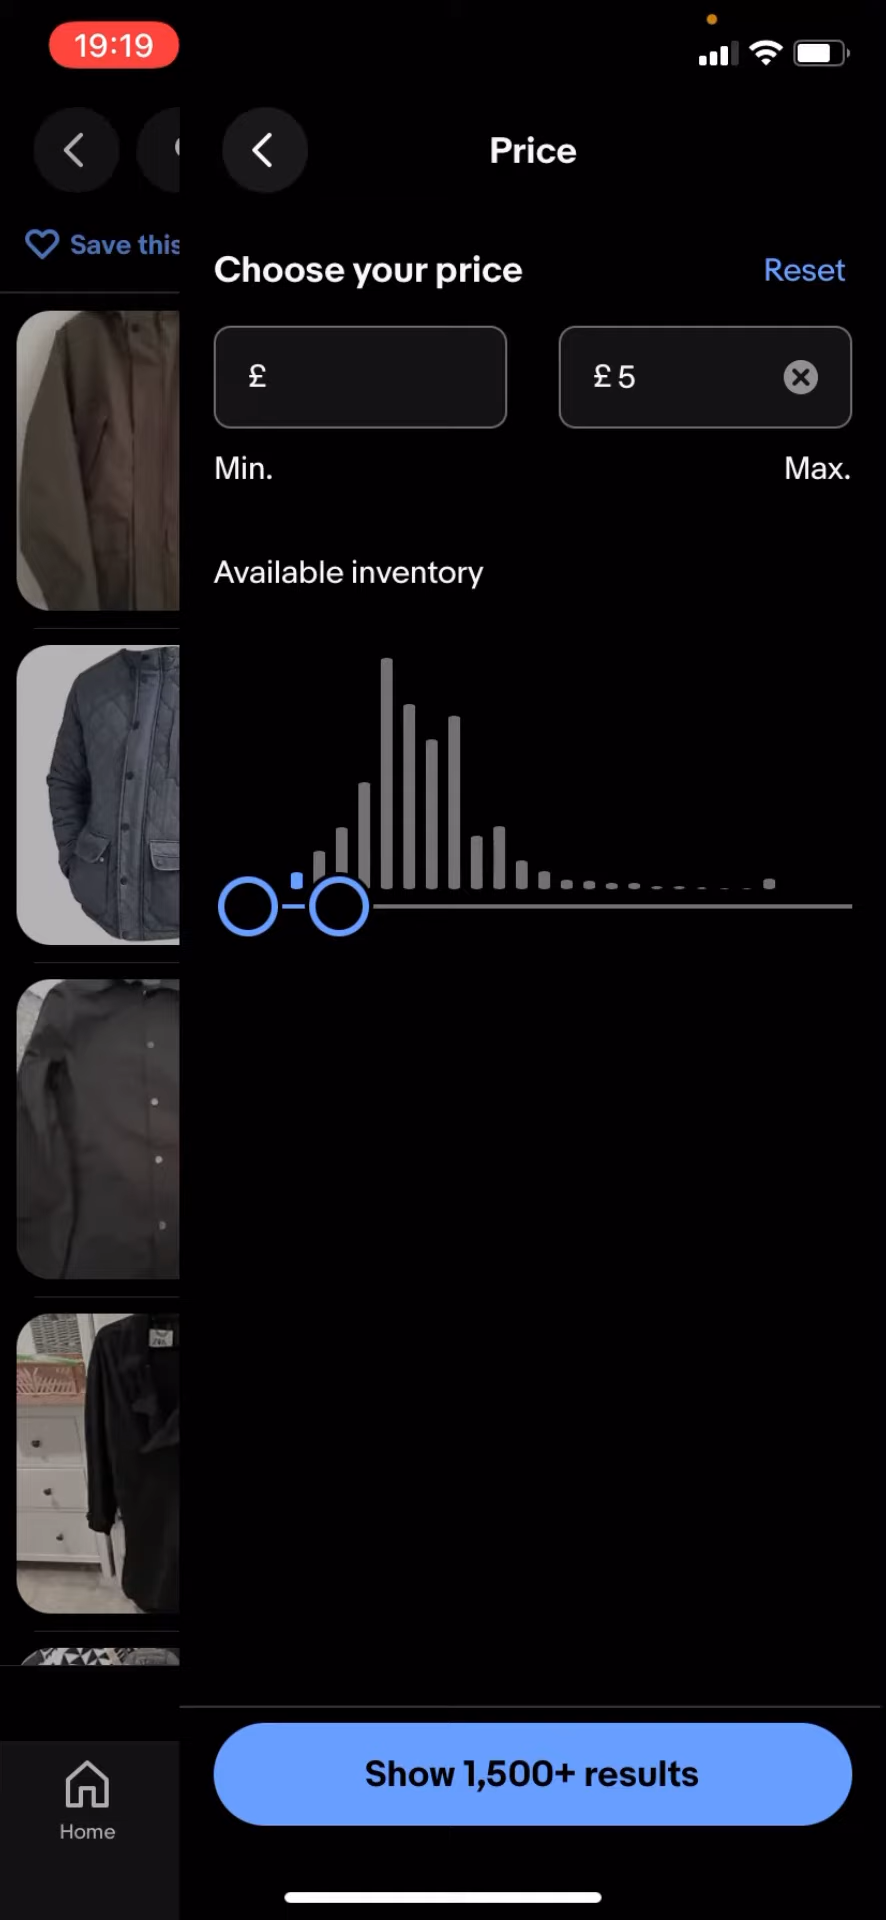 19:19
Price
Save this
Choose your price
Reset
£
£ 5
Min.
Max.
Available inventory
Show 1,500+ results
Home